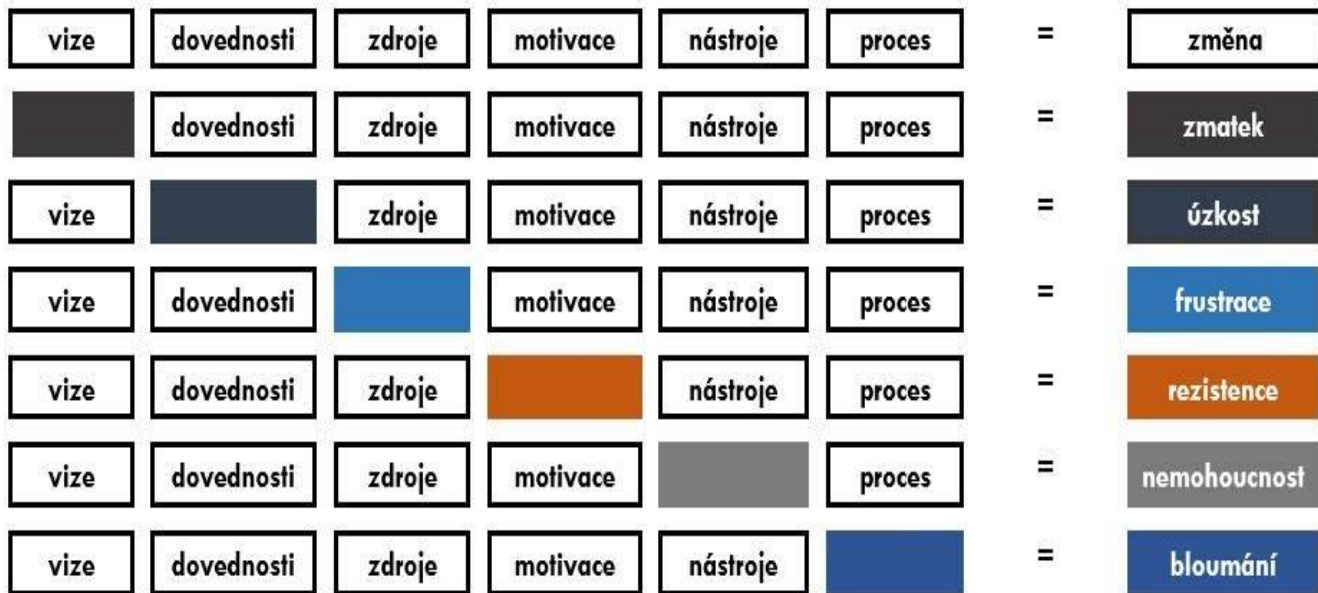 vize dovednosti zdroje motivace nástroje proces = změna
dovednosti zdroje motivace nástroje proces = zmatek
vize zdroje motivace nástroje proces = úzkost
vize dovednosti motivace nástroje proces = frustrace
vize dovednosti zdroje nástroje proces = rezistence
vize dovednosti zdroje motivace proces = nemohoucnost
vize dovednosti zdroje motivace nástroje = bloumání